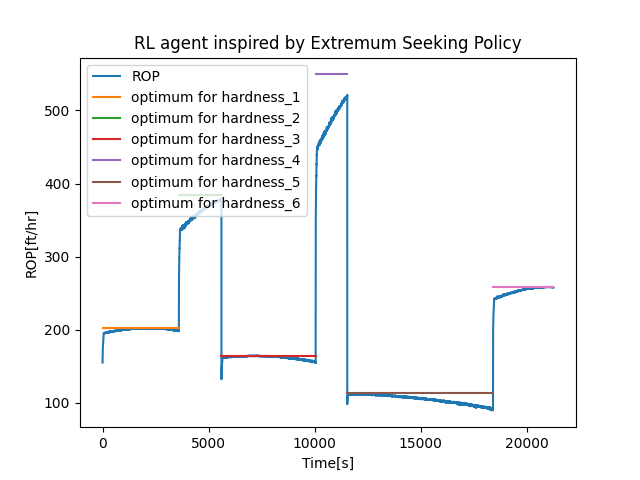 RL agent inspired by Extremum Seeking Policy
ROP
optimum for hardness_1
optimum for hardness_2
optimum for hardness_3
optimum for hardness_4
optimum for hardness_5
optimum for hardness_6
ROP[ft/hr]
500
400
300
200
100
0
5000
10000
15000
20000
Time[s]